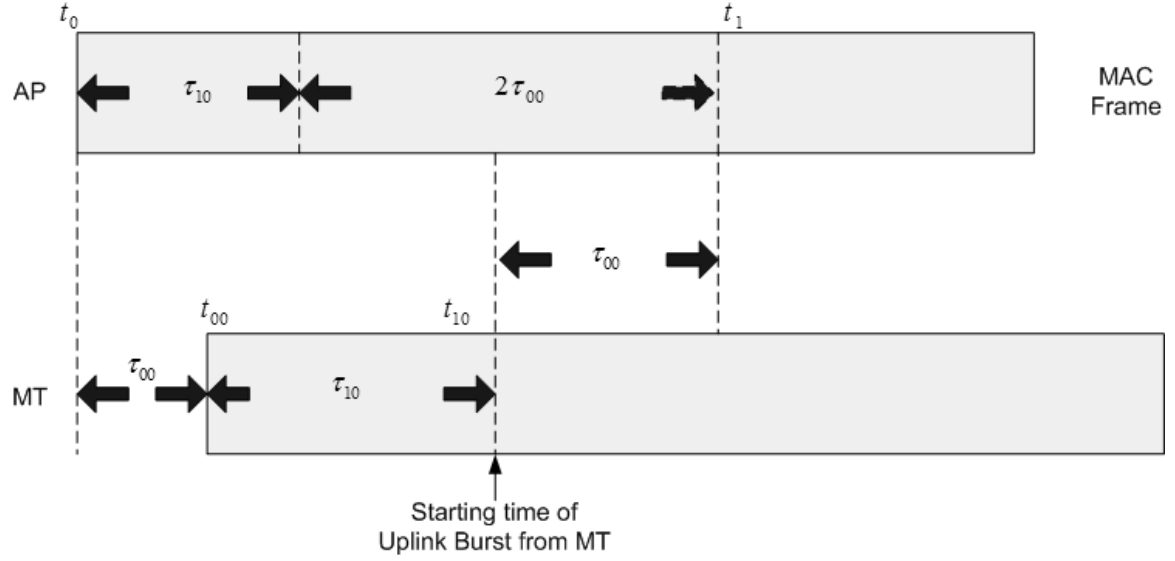 t₀ t₁
AP τ₁₀ 2τ₀₀ MAC
Frame
τ₀₀
t₀₀ t₁₀
τ₀₀
MT τ₁₀
Starting time of
Uplink Burst from MT